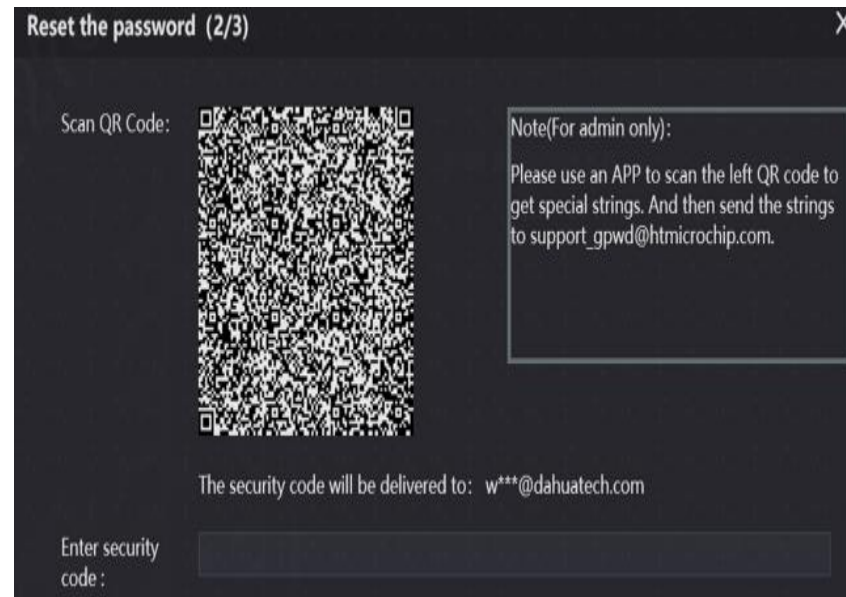 Reset the password (2/3)
X
Scan QR Code:
Note(For admin only):
Please use an APP to scan the left QR code to
get special strings. And then send the strings
to support_gpwd@htmicrochip.com.
The security code will be delivered to: w***@dahuatech.com
Enter security
code :